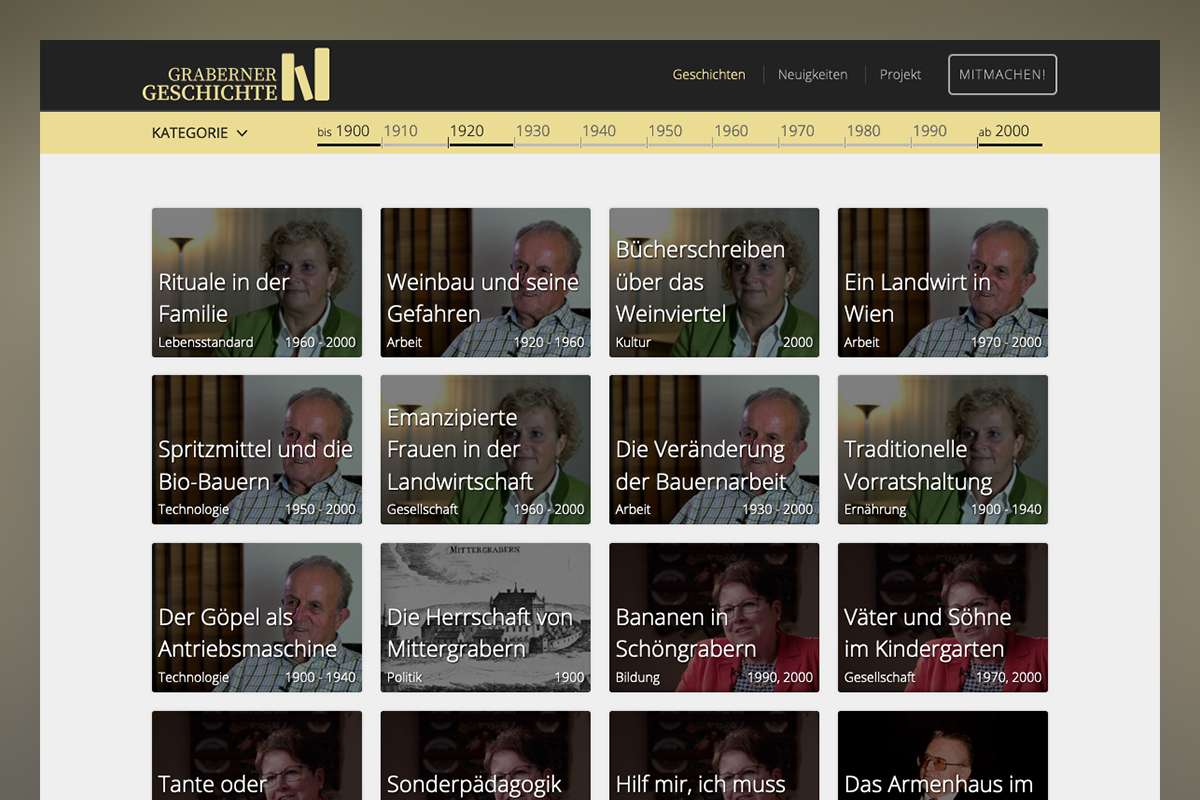 GRABERNER
GESCHICHTE
Geschichten Neuigkeiten Projekt MITMACHEN!
KATEGORIE bis 1900 1910 1920 1930 1940 1950 1960 1970 1980 1990 ab 2000
Rituale in der
Familie
Lebensstandard 1960 - 2000
Weinbau und seine
Gefahren
Arbeit 1920 - 1960
Bücherschreiben
über das
Weinviertel
Kultur 2000
Ein Landwirt in
Wien
Arbeit 1970 - 2000
Spritzmittel und die
Bio-Bauern
Technologie 1950 - 2000
Emanzipierte
Frauen in der
Landwirtschaft
Gesellschaft 1960 - 2000
Die Veränderung
der Bauernarbeit
Arbeit 1930 - 2000
Traditionelle
Vorratshaltung
Ernährung 1900 - 1940
Der Göpel als
Antriebsmaschine
Technologie 1900 - 1940
MITTERGRABERN
Die Herrschaft von
Mittergrabern
Politik 1900
Bananen in
Schöngrabern
Bildung 1990, 2000
Väter und Söhne
im Kindergarten
Gesellschaft 1970, 2000
Tante oder
Sonderpädagogik
Hilf mir, ich muss
Das Armenhaus im